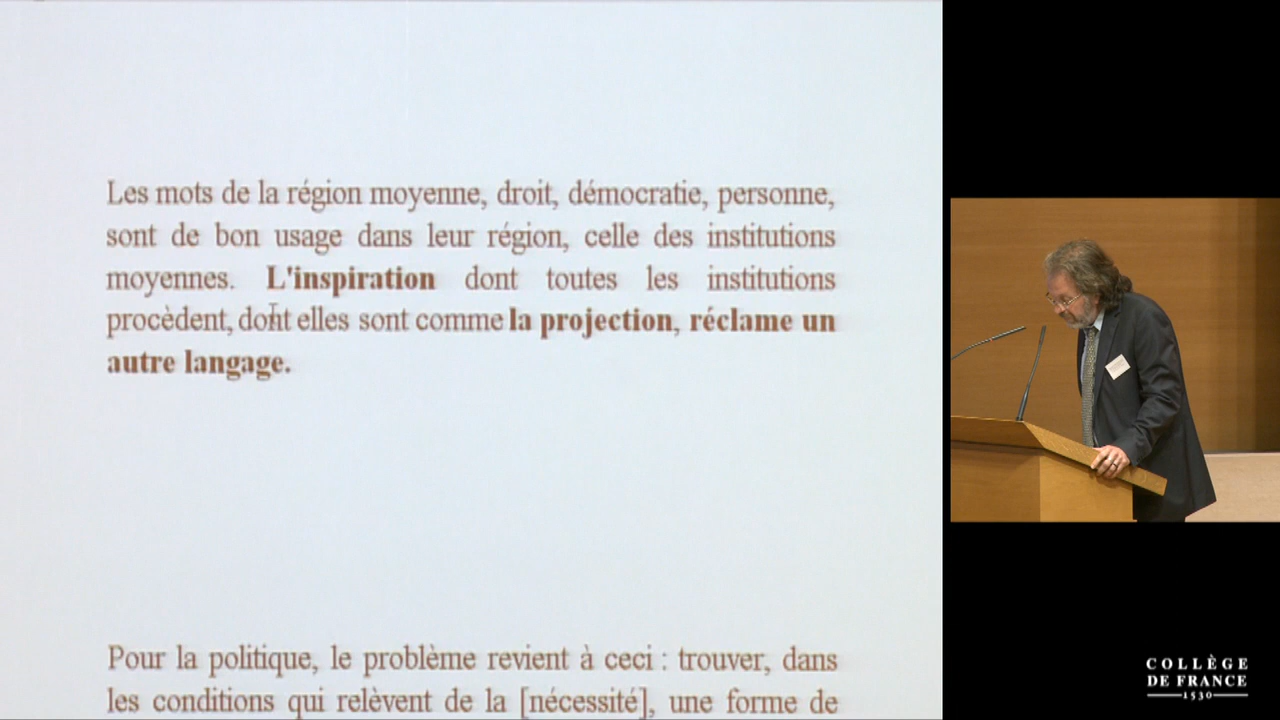 Les mots de la région moyenne, droit, démocratie, personne,
sont de bon usage dans leur région, celle des institutions
moyennes. L'inspiration dont toutes les institutions
procèdent, dont elles sont comme la projection, réclame un
autre langage.
Pour la politique, le problème revient à ceci : trouver, dans
les conditions qui relèvent de la [nécessité], une forme de
COLLÈGE
DE FRANCE
1530